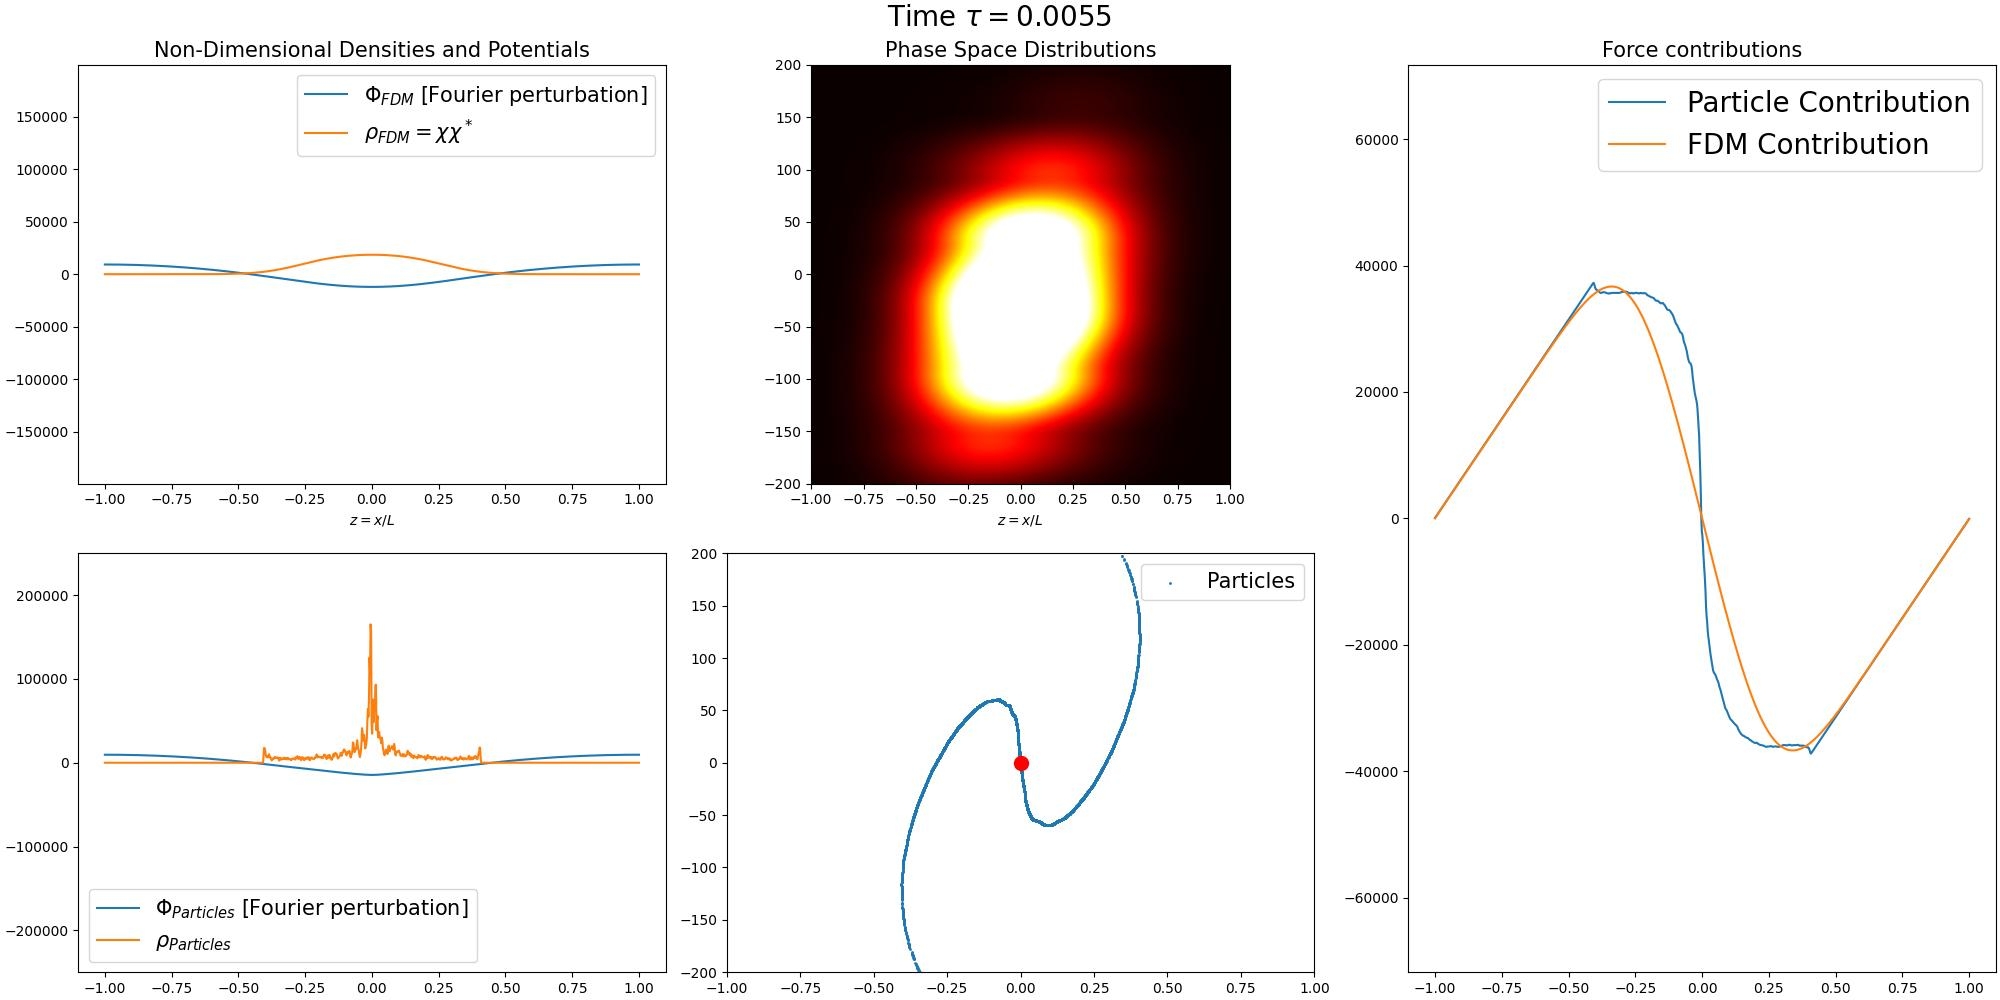 Time τ = 0.0055
Non-Dimensional Densities and Potentials
Φ_FDM [Fourier perturbation]
ρ_FDM = χχ*
150000
100000
50000
0
−50000
−100000
−150000
−1.00 −0.75 −0.50 −0.25 0.00 0.25 0.50 0.75 1.00
z = x/L
Phase Space Distributions
200
150
100
50
0
−50
−100
−150
−200
−1.00 −0.75 −0.50 −0.25 0.00 0.25 0.50 0.75 1.00
z = x/L
Force contributions
Particle Contribution
FDM Contribution
60000
40000
20000
0
−20000
−40000
−60000
−1.00 −0.75 −0.50 −0.25 0.00 0.25 0.50 0.75 1.00
200000
100000
0
−100000
−200000
Φ_Particles [Fourier perturbation]
ρ_Particles
−1.00 −0.75 −0.50 −0.25 0.00 0.25 0.50 0.75 1.00
Particles
200
150
100
50
0
−50
−100
−150
−200
−1.00 −0.75 −0.50 −0.25 0.00 0.25 0.50 0.75 1.00